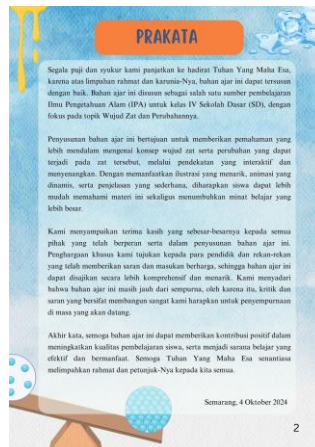 PRAKATA
Segala puji dan syukur kami panjatkan ke hadirat Tuhan Yang Maha Esa,
karena atas limpahan rahmat dan karunia-Nya, bahan ajar ini dapat tersusun
dengan baik. Bahan ajar ini disusun sebagai salah satu sumber pembelajaran
Ilmu Pengetahuan Alam (IPA) untuk kelas IV Sekolah Dasar (SD), dengan
fokus pada topik Wujud Zat dan Perubahannya.
Penyusunan bahan ajar ini bertujuan untuk memberikan pemahaman yang
lebih mendalam mengenai konsep wujud zat serta perubahan yang dapat
terjadi pada zat tersebut, melalui pendekatan yang interaktif dan
menyenangkan. Dengan memanfaatkan ilustrasi yang menarik, animasi yang
dinamis, serta penjelasan yang sederhana, diharapkan siswa dapat lebih
mudah memahami materi ini sekaligus menumbuhkan minat belajar yang
lebih besar.
Kami menyampaikan terima kasih yang sebesar-besarnya kepada semua
pihak yang telah berperan serta dalam penyusunan bahan ajar ini.
Penghargaan khusus kami tujukan kepada para pendidik dan rekan-rekan
yang telah memberikan saran dan masukan berharga, sehingga bahan ajar ini
dapat disajikan secara lebih komprehensif dan menarik. Kami menyadari
bahwa bahan ajar ini masih jauh dari sempurna, oleh karena itu, kritik dan
saran yang bersifat membangun sangat kami harapkan untuk penyempurnaan
di masa yang akan datang.
Akhir kata, semoga bahan ajar ini dapat memberikan kontribusi positif dalam
meningkatkan kualitas pembelajaran siswa, serta menjadi sarana belajar yang
efektif dan bermanfaat. Semoga Tuhan Yang Maha Esa senantiasa
melimpahkan rahmat dan petunjuk-Nya kepada kita semua.
Semarang, 4 Oktober 2024
2